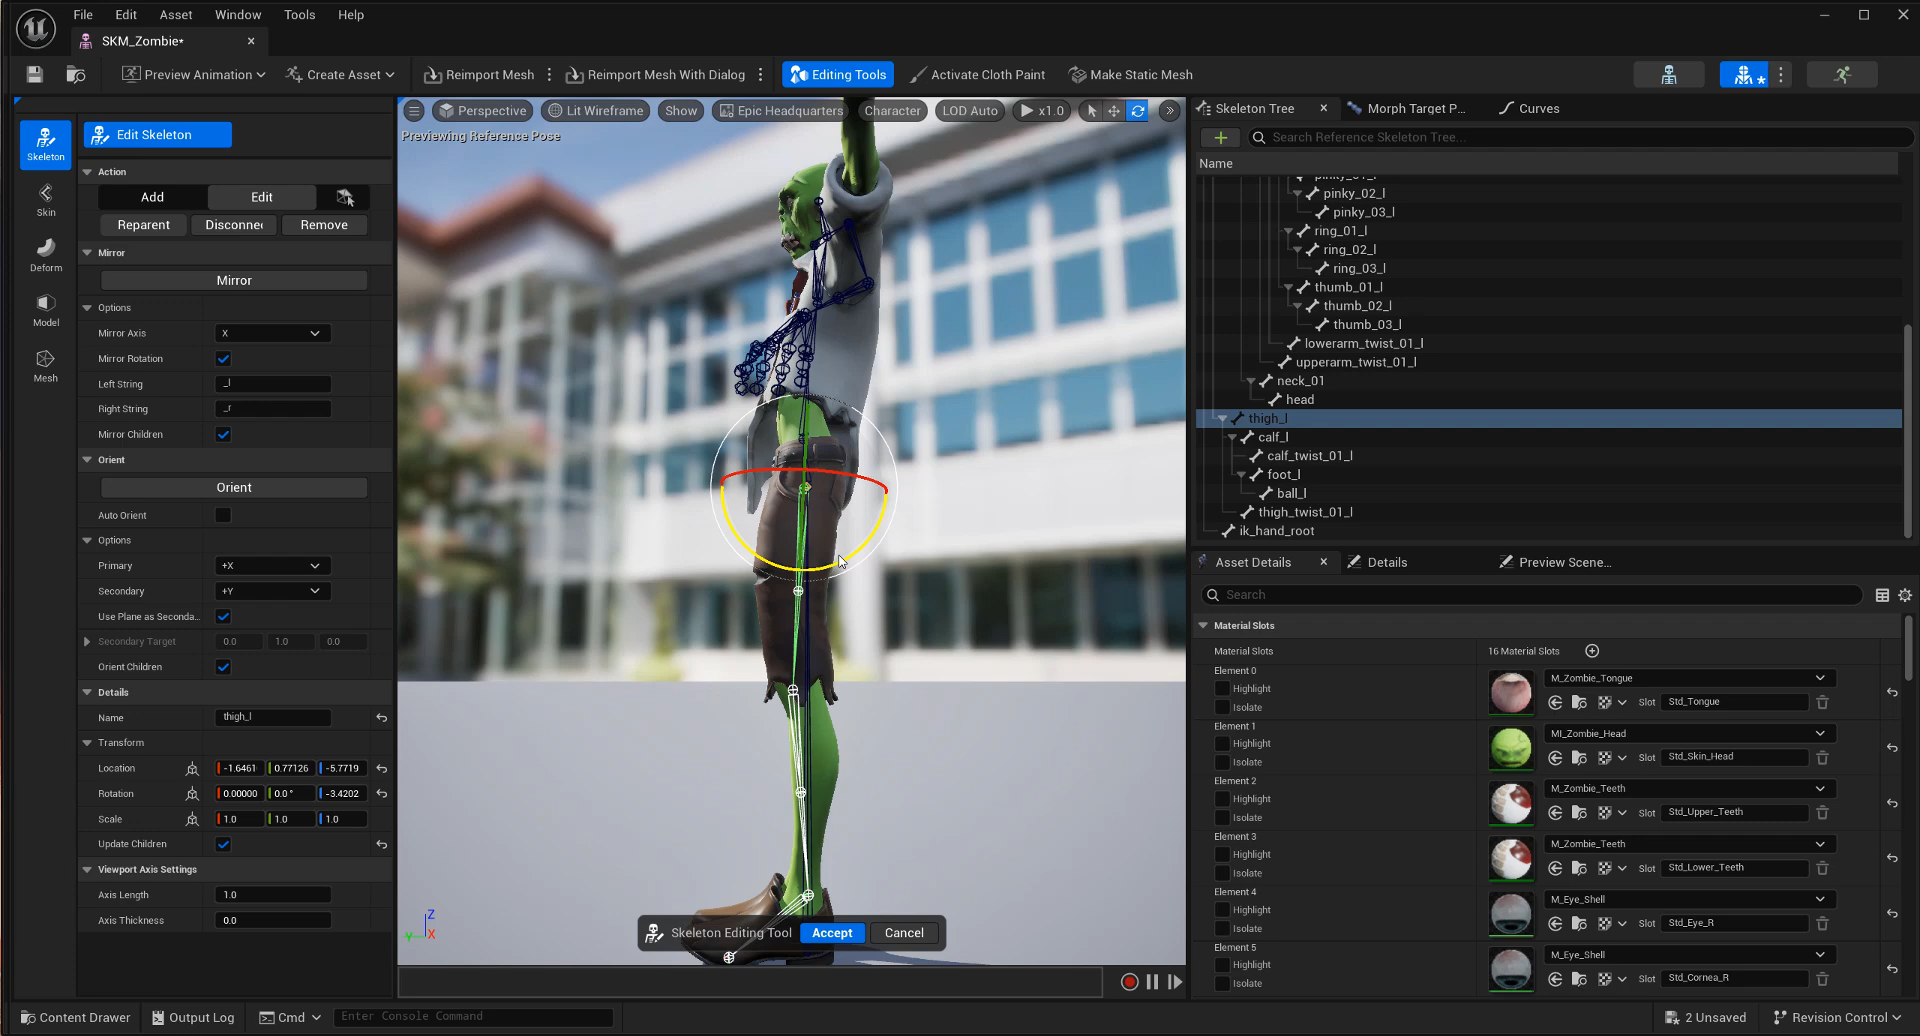 File Edit Asset Window Tools Help
SKM_Zombie*
Preview Animation Create Asset Reimport Mesh Reimport Mesh With Dialog Editing Tools Activate Cloth Paint Make Static Mesh
Skeleton
Skin
Deform
Model
Mesh
Edit Skeleton
Action
Add Edit
Reparent Disconnec Remove
Mirror
Mirror
Options
Mirror Axis X
Mirror Rotation
Left String _l
Right String _r
Mirror Children
Orient
Orient
Auto Orient
Options
Primary +X
Secondary +Y
Use Plane as Seconda...
Secondary Target 0.0 1.0 0.0
Orient Children
Details
Name thigh_l
Transform
Location -1.6461 0.77126 -5.7719
Rotation 0.00000 0.0° -3.4202
Scale 1.0 1.0 1.0
Update Children
Viewport Axis Settings
Axis Length 1.0
Axis Thickness 0.0
Perspective Lit Wireframe Show Epic Headquarters Character LOD Auto x1.0
Previewing Reference Pose
Z
Y X
Skeleton Editing Tool Accept Cancel
Skeleton Tree Morph Target P... Curves
Search Reference Skeleton Tree...
Name
pinky_01_l
pinky_02_l
pinky_03_l
ring_01_l
ring_02_l
ring_03_l
thumb_01_l
thumb_02_l
thumb_03_l
lowerarm_twist_01_l
upperarm_twist_01_l
neck_01
head
thigh_l
calf_l
calf_twist_01_l
foot_l
ball_l
thigh_twist_01_l
ik_hand_root
Asset Details Details Preview Scene...
Search
Material Slots
Material Slots 16 Material Slots
Element 0
Highlight
Isolate
M_Zombie_Tongue
Slot Std_Tongue
Element 1
Highlight
Isolate
MI_Zombie_Head
Slot Std_Skin_Head
Element 2
Highlight
Isolate
M_Zombie_Teeth
Slot Std_Upper_Teeth
Element 3
Highlight
Isolate
M_Zombie_Teeth
Slot Std_Lower_Teeth
Element 4
Highlight
Isolate
M_Eye_Shell
Slot Std_Eye_R
Element 5
Highlight
Isolate
M_Eye_Shell
Slot Std_Cornea_R
Content Drawer Output Log Cmd Enter Console Command 2 Unsaved Revision Control